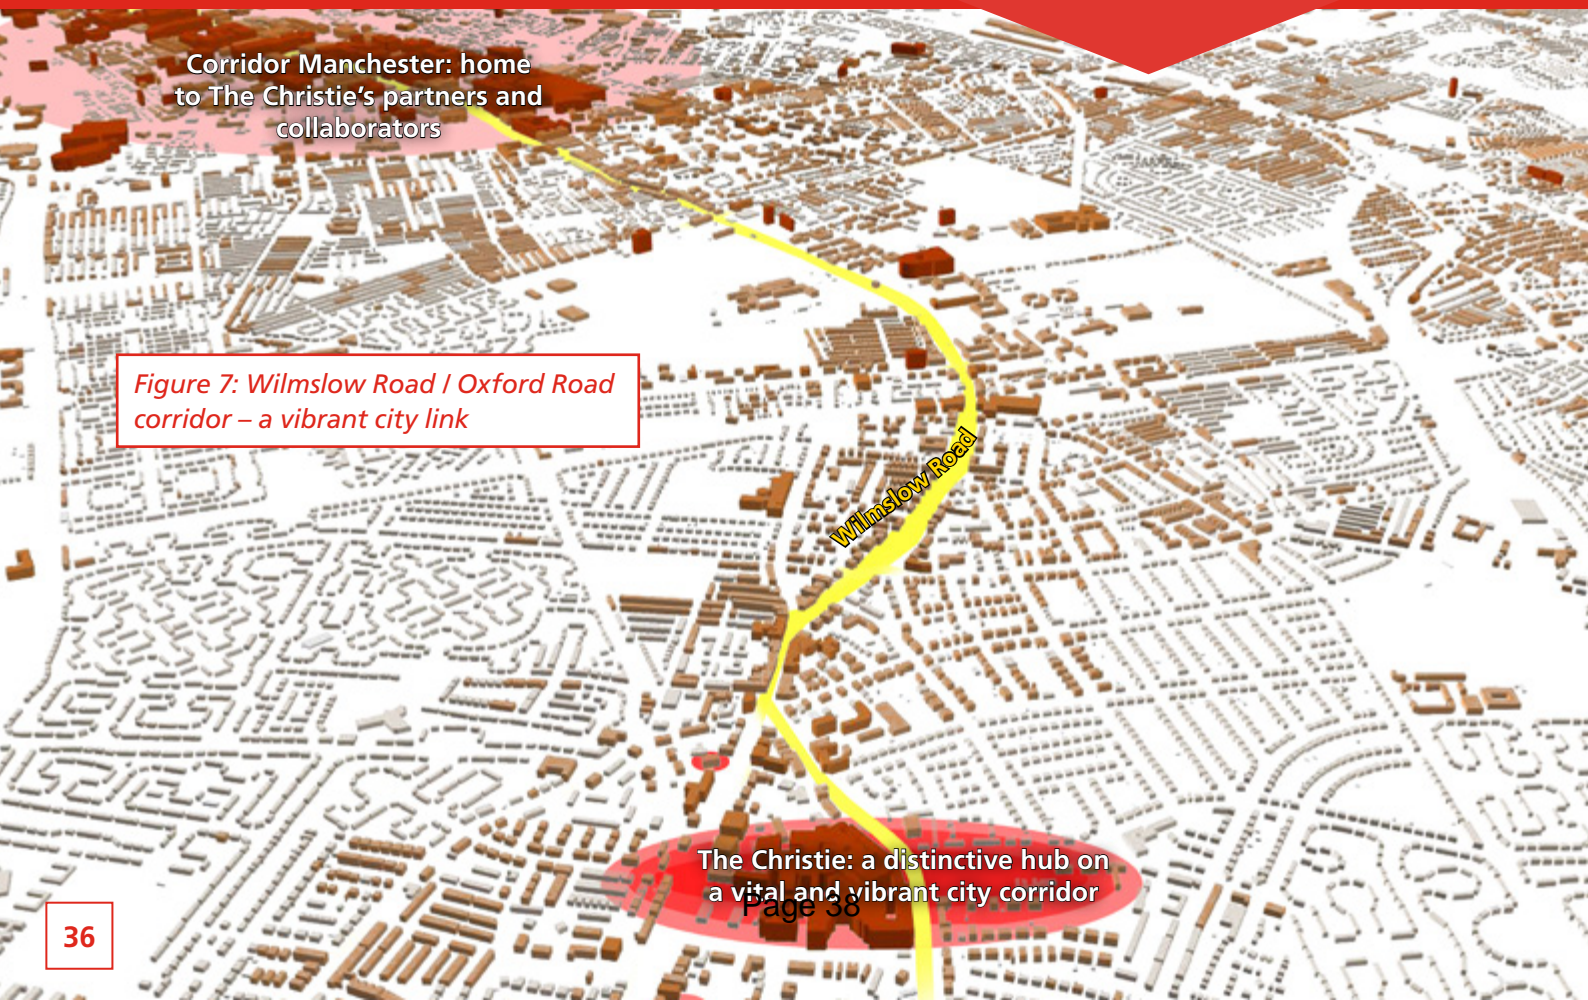 Corridor Manchester: home
to The Christie’s partners and
collaborators
Figure 7: Wilmslow Road / Oxford Road
corridor – a vibrant city link
Wilmslow Road
The Christie: a distinctive hub on
a vital and vibrant city corridor
Page 38
36